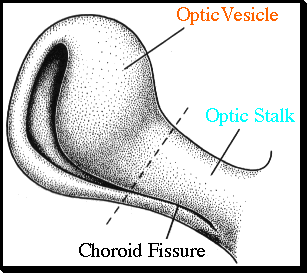 Optic Vesicle
Optic Stalk
Choroid Fissure